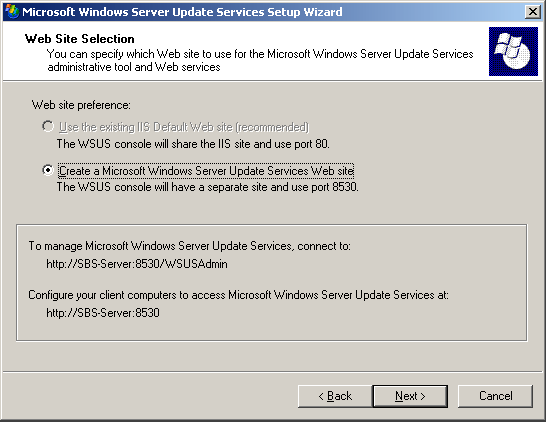 Microsoft Windows Server Update Services Setup Wizard
Web Site Selection
You can specify which Web site to use for the Microsoft Windows Server Update Services
administrative tool and Web services
Web site preference:
Use the existing IIS Default Web site (recommended)
The WSUS console will share the IIS site and use port 80.
Create a Microsoft Windows Server Update Services Web site
The WSUS console will have a separate site and use port 8530.
To manage Microsoft Windows Server Update Services, connect to:
http://SBS-Server:8530/WSUSAdmin
Configure your client computers to access Microsoft Windows Server Update Services at:
http://SBS-Server:8530
< Back Next > Cancel